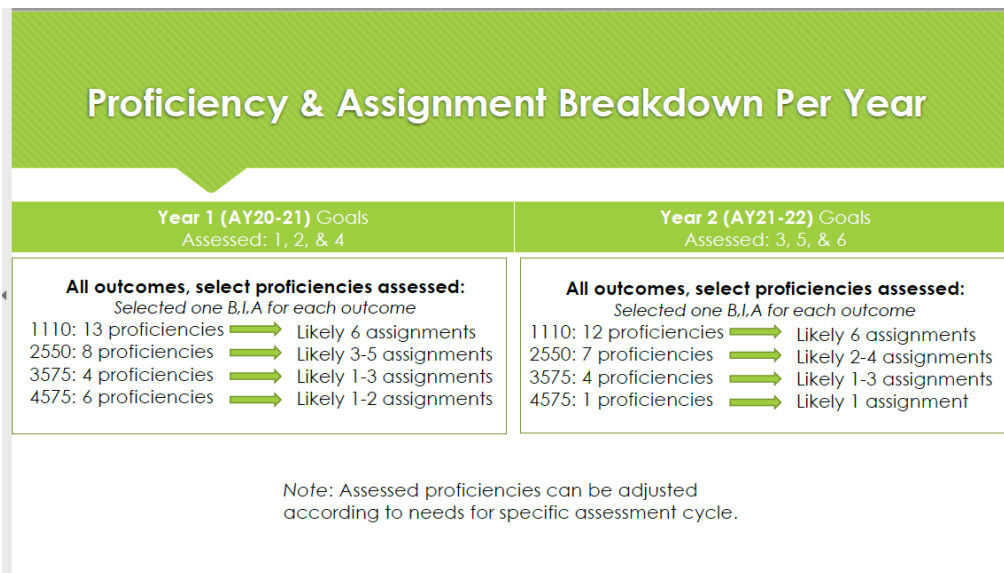 Proficiency & Assignment Breakdown Per Year
Year 1 (AY20-21) Goals
Assessed: 1, 2, & 4
All outcomes, select proficiencies assessed:
Selected one B,I,A for each outcome
1110: 13 proficiencies Likely 6 assignments
2550: 8 proficiencies Likely 3-5 assignments
3575: 4 proficiencies Likely 1-3 assignments
4575: 6 proficiencies Likely 1-2 assignments
Year 2 (AY21-22) Goals
Assessed: 3, 5, & 6
All outcomes, select proficiencies assessed:
Selected one B,I,A for each outcome
1110: 12 proficiencies Likely 6 assignments
2550: 7 proficiencies Likely 2-4 assignments
3575: 4 proficiencies Likely 1-3 assignments
4575: 1 proficiencies Likely 1 assignment
Note: Assessed proficiencies can be adjusted
according to needs for specific assessment cycle.